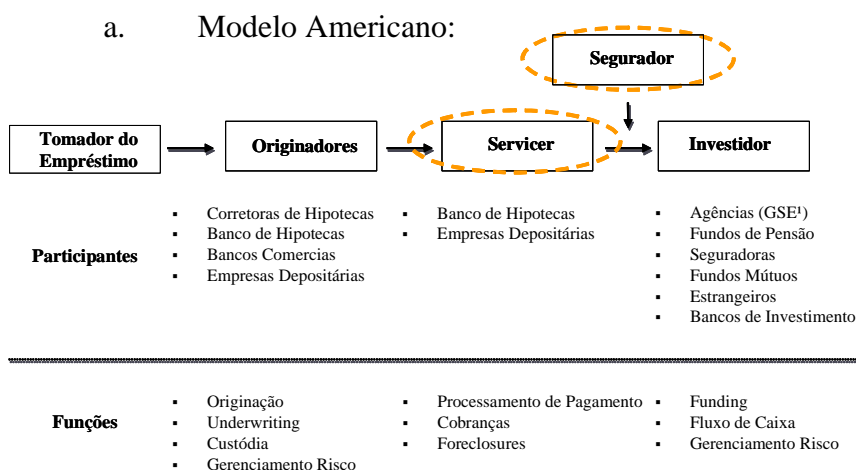 a. Modelo Americano:
Segurador
Tomador do
Empréstimo
Originadores
Servicer
Investidor
Participantes
▪ Corretoras de Hipotecas
▪ Banco de Hipotecas
▪ Bancos Comercias
▪ Empresas Depositárias
▪ Banco de Hipotecas
▪ Empresas Depositárias
▪ Agências (GSE¹)
▪ Fundos de Pensão
▪ Seguradoras
▪ Fundos Mútuos
▪ Estrangeiros
▪ Bancos de Investimento
Funções
▪ Originação
▪ Underwriting
▪ Custódia
▪ Gerenciamento Risco
▪ Processamento de Pagamento
▪ Cobranças
▪ Foreclosures
▪ Funding
▪ Fluxo de Caixa
▪ Gerenciamento Risco